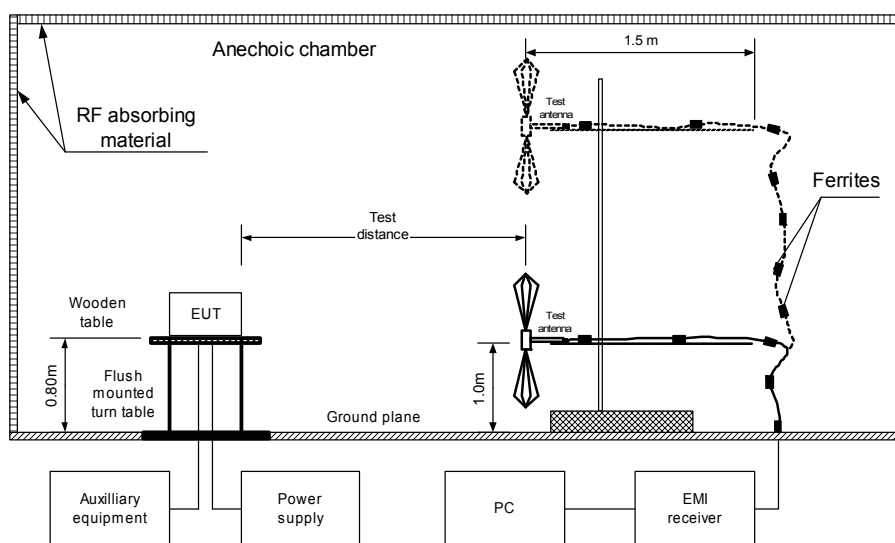 Anechoic chamber
1.5 m
RF absorbing
material
Test
antenna
Ferrites
Test
distance
Wooden
table
EUT
Test
antenna
0.80m
Flush
mounted
turn table
1.0m
Ground plane
Auxilliary
equipment
Power
supply
PC
EMI
receiver